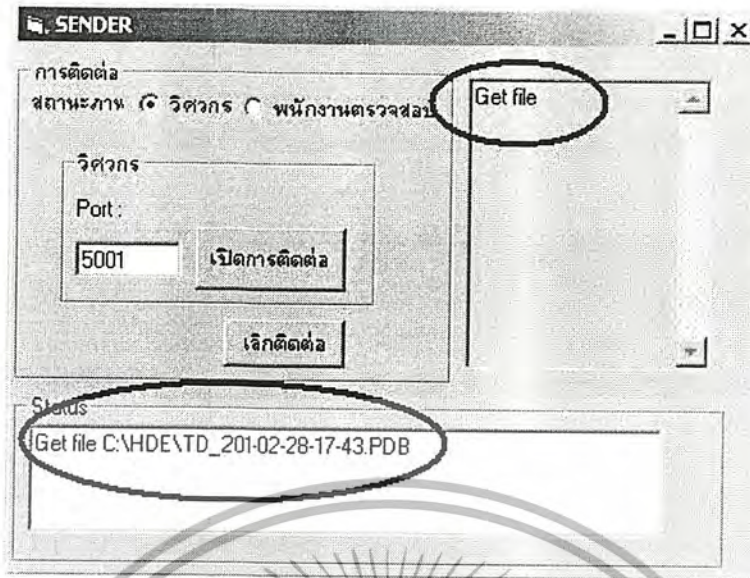 SENDER
การติดต่อ
สถานะภาพ วิศวกร พนักงานตรวจสอบ
Get file
วิศวกร
Port :
5001 เปิดการติดต่อ
เลิกติดต่อ
Status
Get file C:\HDE\TD_201-02-28-17-43.PDB